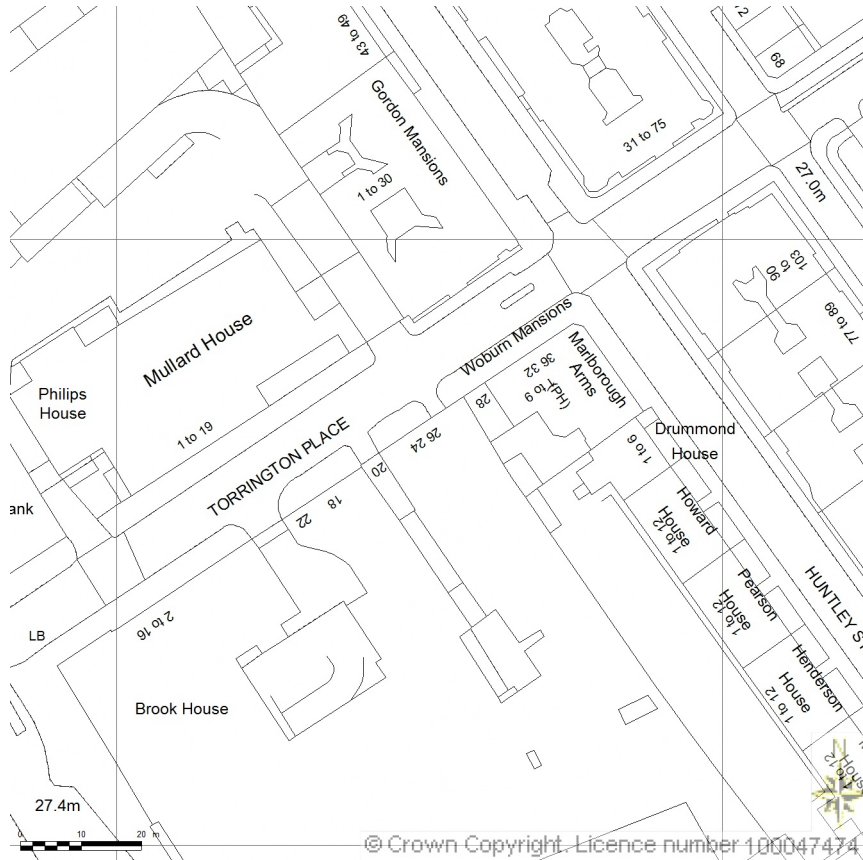 43 to 49
Gordon Mansions
1 to 30
31 to 75
72
68
27.0m
90 to 103
77 to 89
Mullard House
Philips
House
1 to 19
TORRINGTON PLACE
Woburn Mansions
Marlborough
Arms
(PH)
36 32
1 to 9
28
26 24
20
18
22
Drummond
House
1 to 6
Howard
House
1 to 12
Pearson
House
1 to 12
Henderson
House
1 to 12
HUNTLEY ST
ank
LB
2 to 16
Brook House
27.4m
0 10 20 m
N
© Crown Copyright. Licence number 100047474